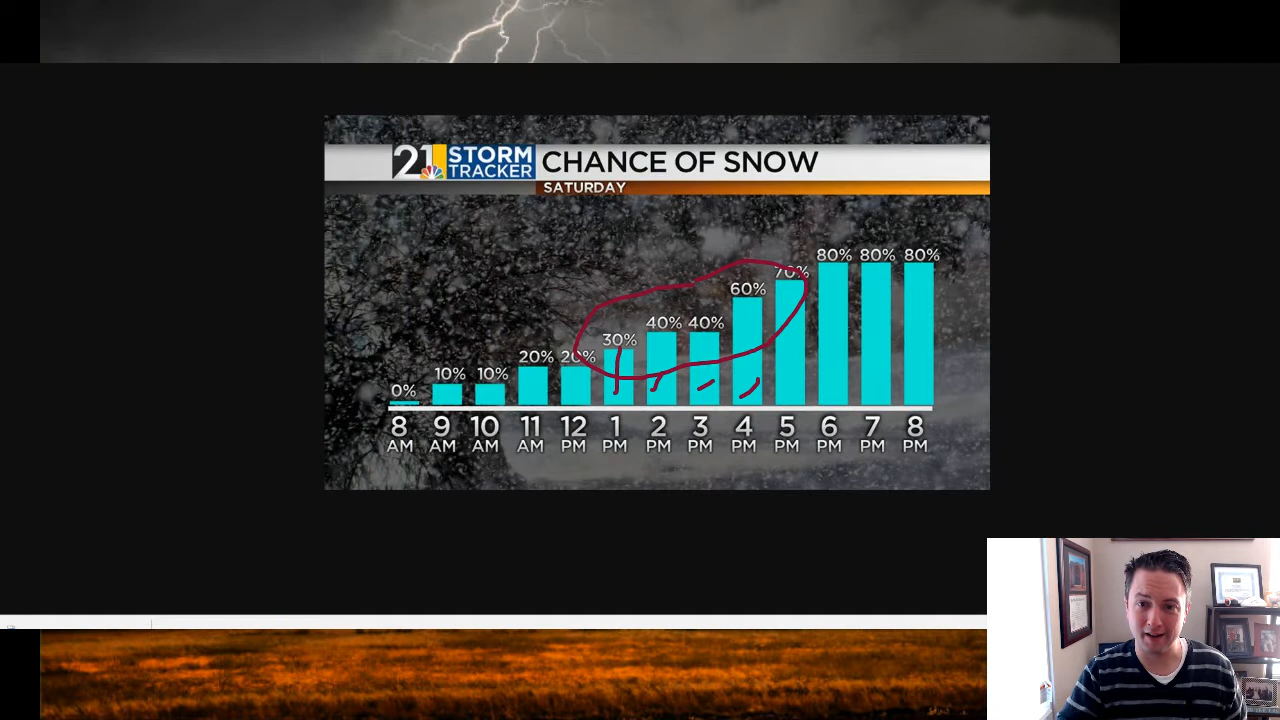 21 STORM TRACKER CHANCE OF SNOW
SATURDAY
0% 10% 10% 20% 20% 30% 40% 40% 60% 70% 80% 80% 80%
8 9 10 11 12 1 2 3 4 5 6 7 8
AM AM AM AM PM PM PM PM PM PM PM PM PM